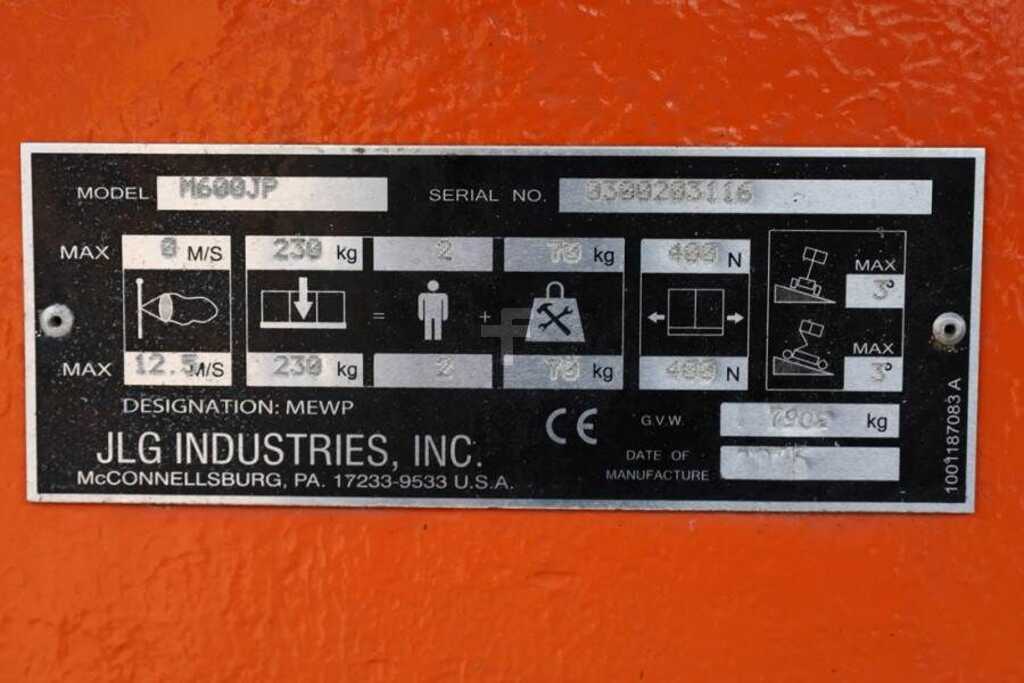 MODEL M600JP SERIAL NO. 0300203116
MAX 0 M/S 230 kg 2 70 kg 400 N
MAX 3°
= +
MAX 12.5 M/S 230 kg 2 70 kg 400 N
MAX 3°
DESIGNATION: MEWP
CE G.V.W. kg
JLG INDUSTRIES, INC.
DATE OF
MANUFACTURE
McCONNELLSBURG, PA. 17233-9533 U.S.A.
1001187083 A